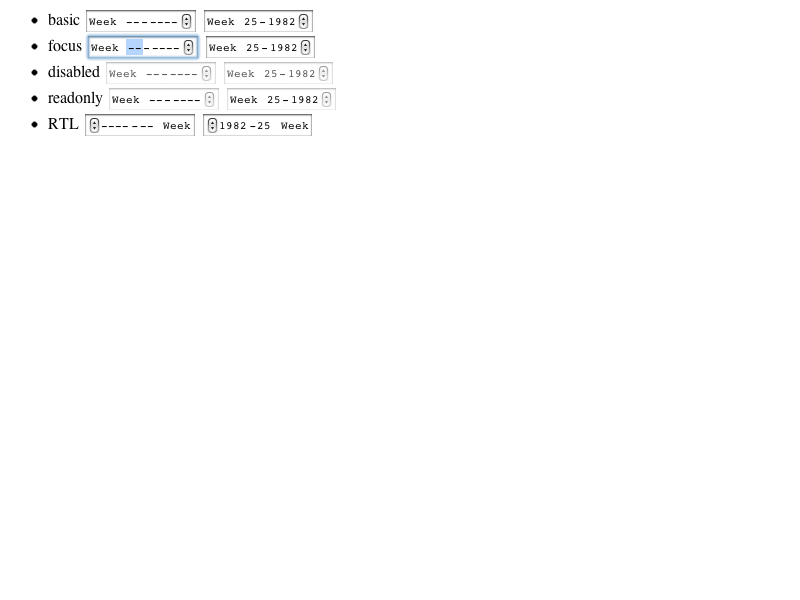 basic Week ------- Week 25-1982
focus Week ------- Week 25-1982
disabled Week ------- Week 25-1982
readonly Week ------- Week 25-1982
RTL ------- Week 1982-25 Week